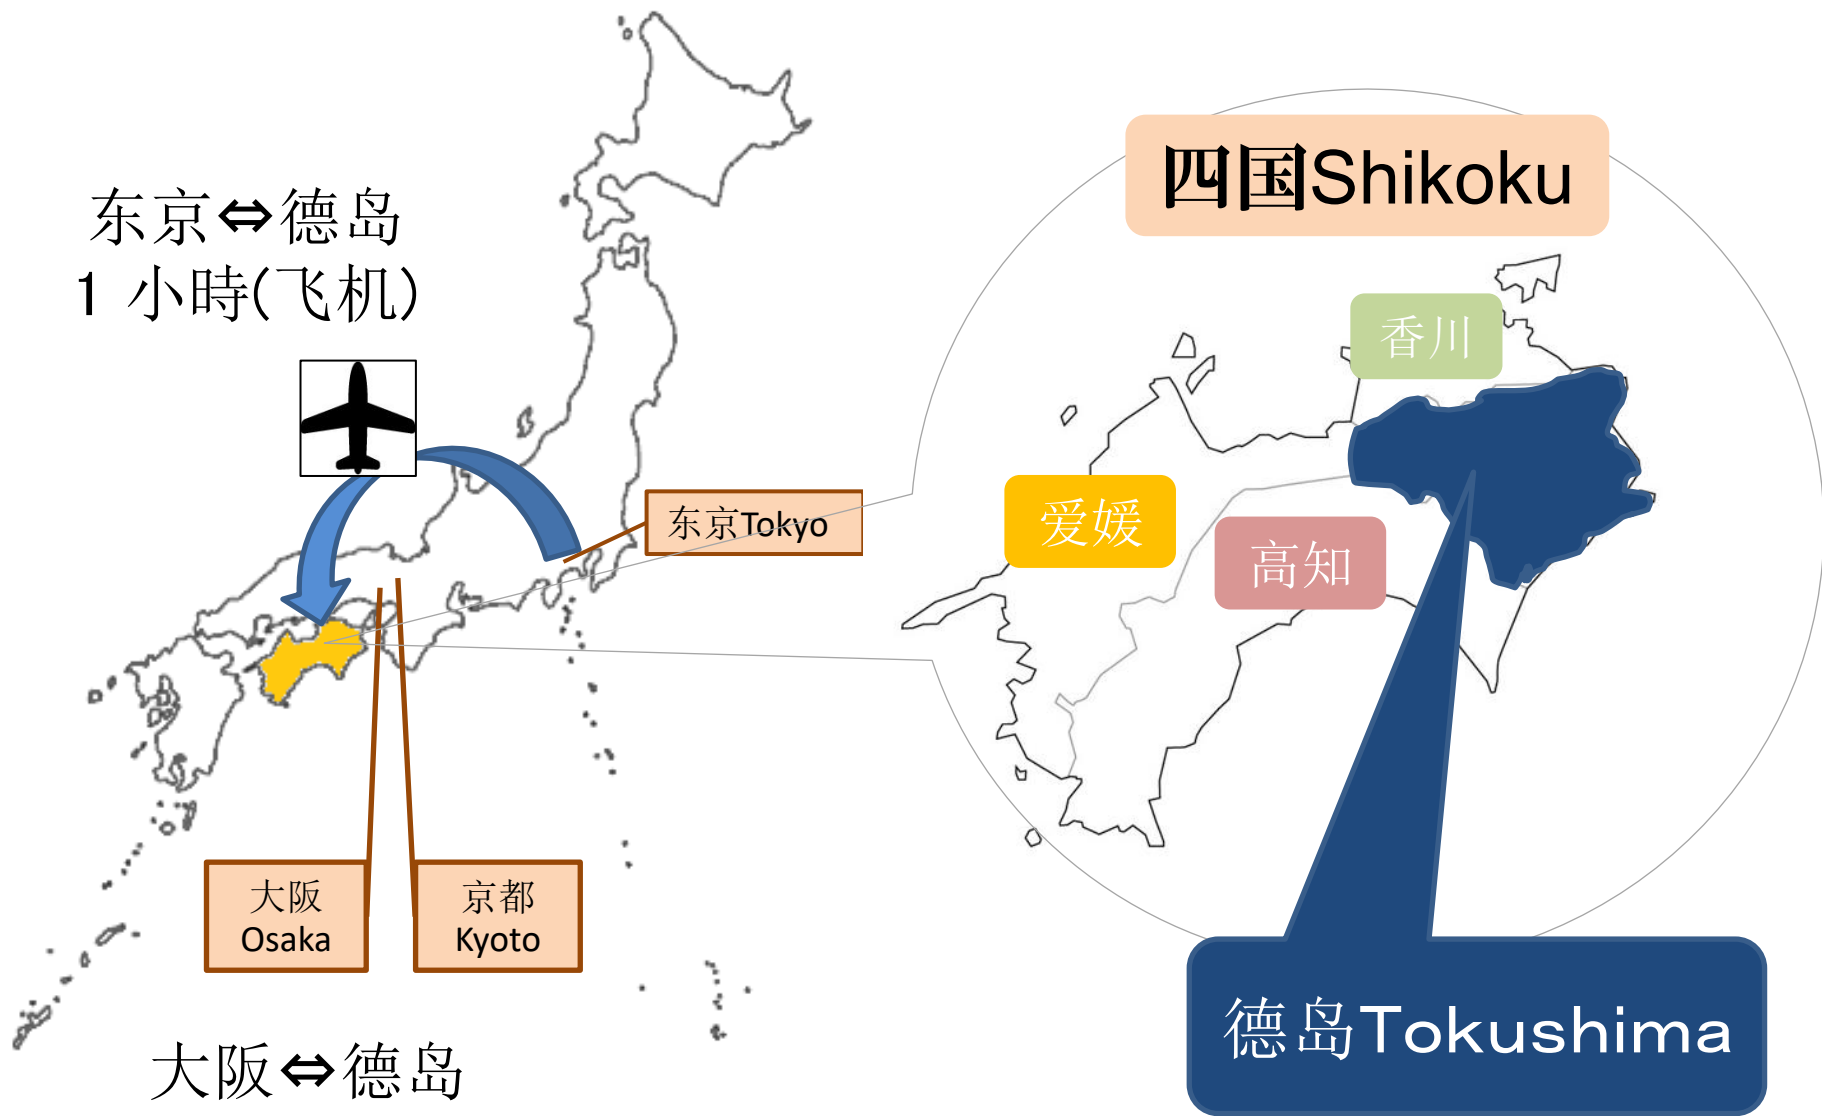 东京⇔德岛
1 小時(飞机)
东京Tokyo
大阪
Osaka
京都
Kyoto
大阪⇔德岛
四国Shikoku
香川
爱媛
高知
德岛Tokushima